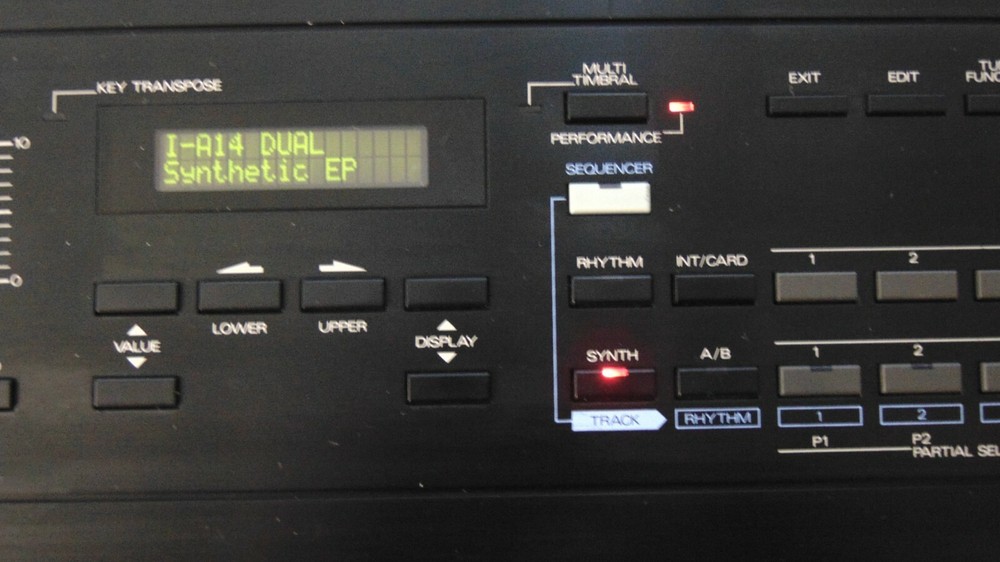 KEY TRANSPOSE
I-A14 DUAL
Synthetic EP
10
0
LOWER
UPPER
VALUE
DISPLAY
MULTI
TIMBRAL
PERFORMANCE
EXIT
EDIT
SEQUENCER
RHYTHM
INT/CARD
1
2
SYNTH
A/B
1
2
TRACK
RHYTHM
1
2
P1
P2
PARTIAL